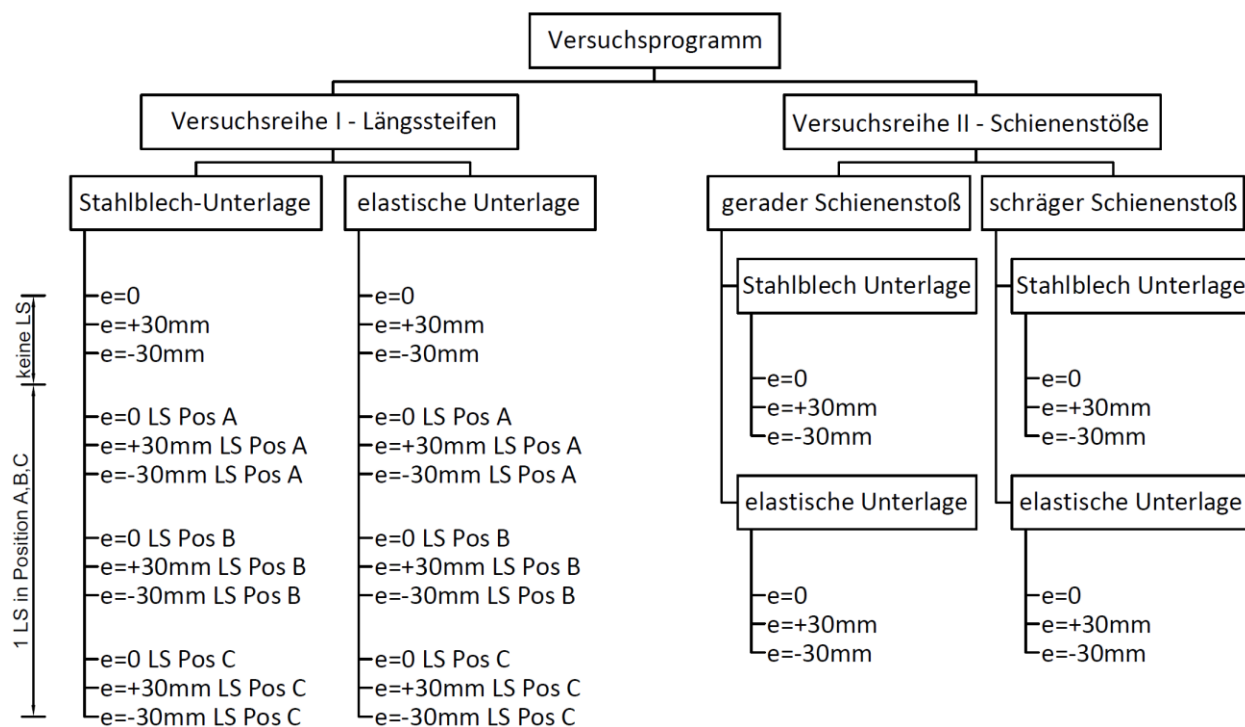 Versuchsprogramm
Versuchsreihe I - Längssteifen
Versuchsreihe II - Schienenstöße
Stahlblech-Unterlage
elastische Unterlage
gerader Schienenstoß
schräger Schienenstoß
keine LS
1 LS in Position A,B,C
e=0
e=+30mm
e=-30mm
e=0 LS Pos A
e=+30mm LS Pos A
e=-30mm LS Pos A
e=0 LS Pos B
e=+30mm LS Pos B
e=-30mm LS Pos B
e=0 LS Pos C
e=+30mm LS Pos C
e=-30mm LS Pos C
e=0
e=+30mm
e=-30mm
e=0 LS Pos A
e=+30mm LS Pos A
e=-30mm LS Pos A
e=0 LS Pos B
e=+30mm LS Pos B
e=-30mm LS Pos B
e=0 LS Pos C
e=+30mm LS Pos C
e=-30mm LS Pos C
Stahlblech Unterlage
e=0
e=+30mm
e=-30mm
elastische Unterlage
e=0
e=+30mm
e=-30mm
Stahlblech Unterlage
e=0
e=+30mm
e=-30mm
elastische Unterlage
e=0
e=+30mm
e=-30mm